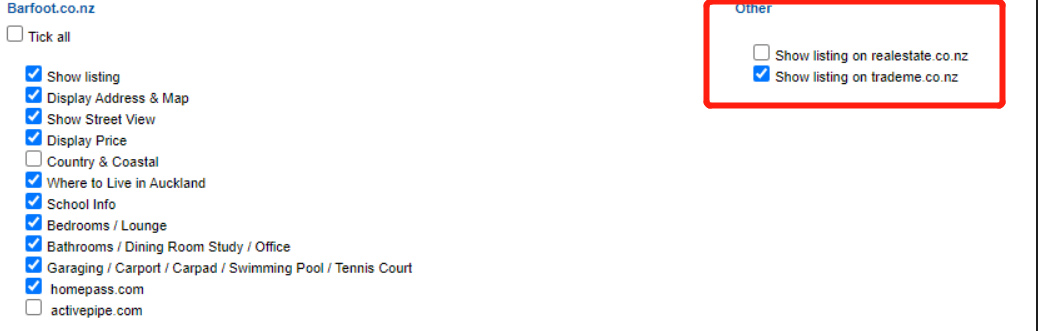 Barfoot.co.nz
Tick all
Show listing
Display Address & Map
Show Street View
Display Price
Country & Coastal
Where to Live in Auckland
School Info
Bedrooms / Lounge
Bathrooms / Dining Room Study / Office
Garaging / Carport / Carpad / Swimming Pool / Tennis Court
homepass.com
activepipe.com
Other
Show listing on realestate.co.nz
Show listing on trademe.co.nz